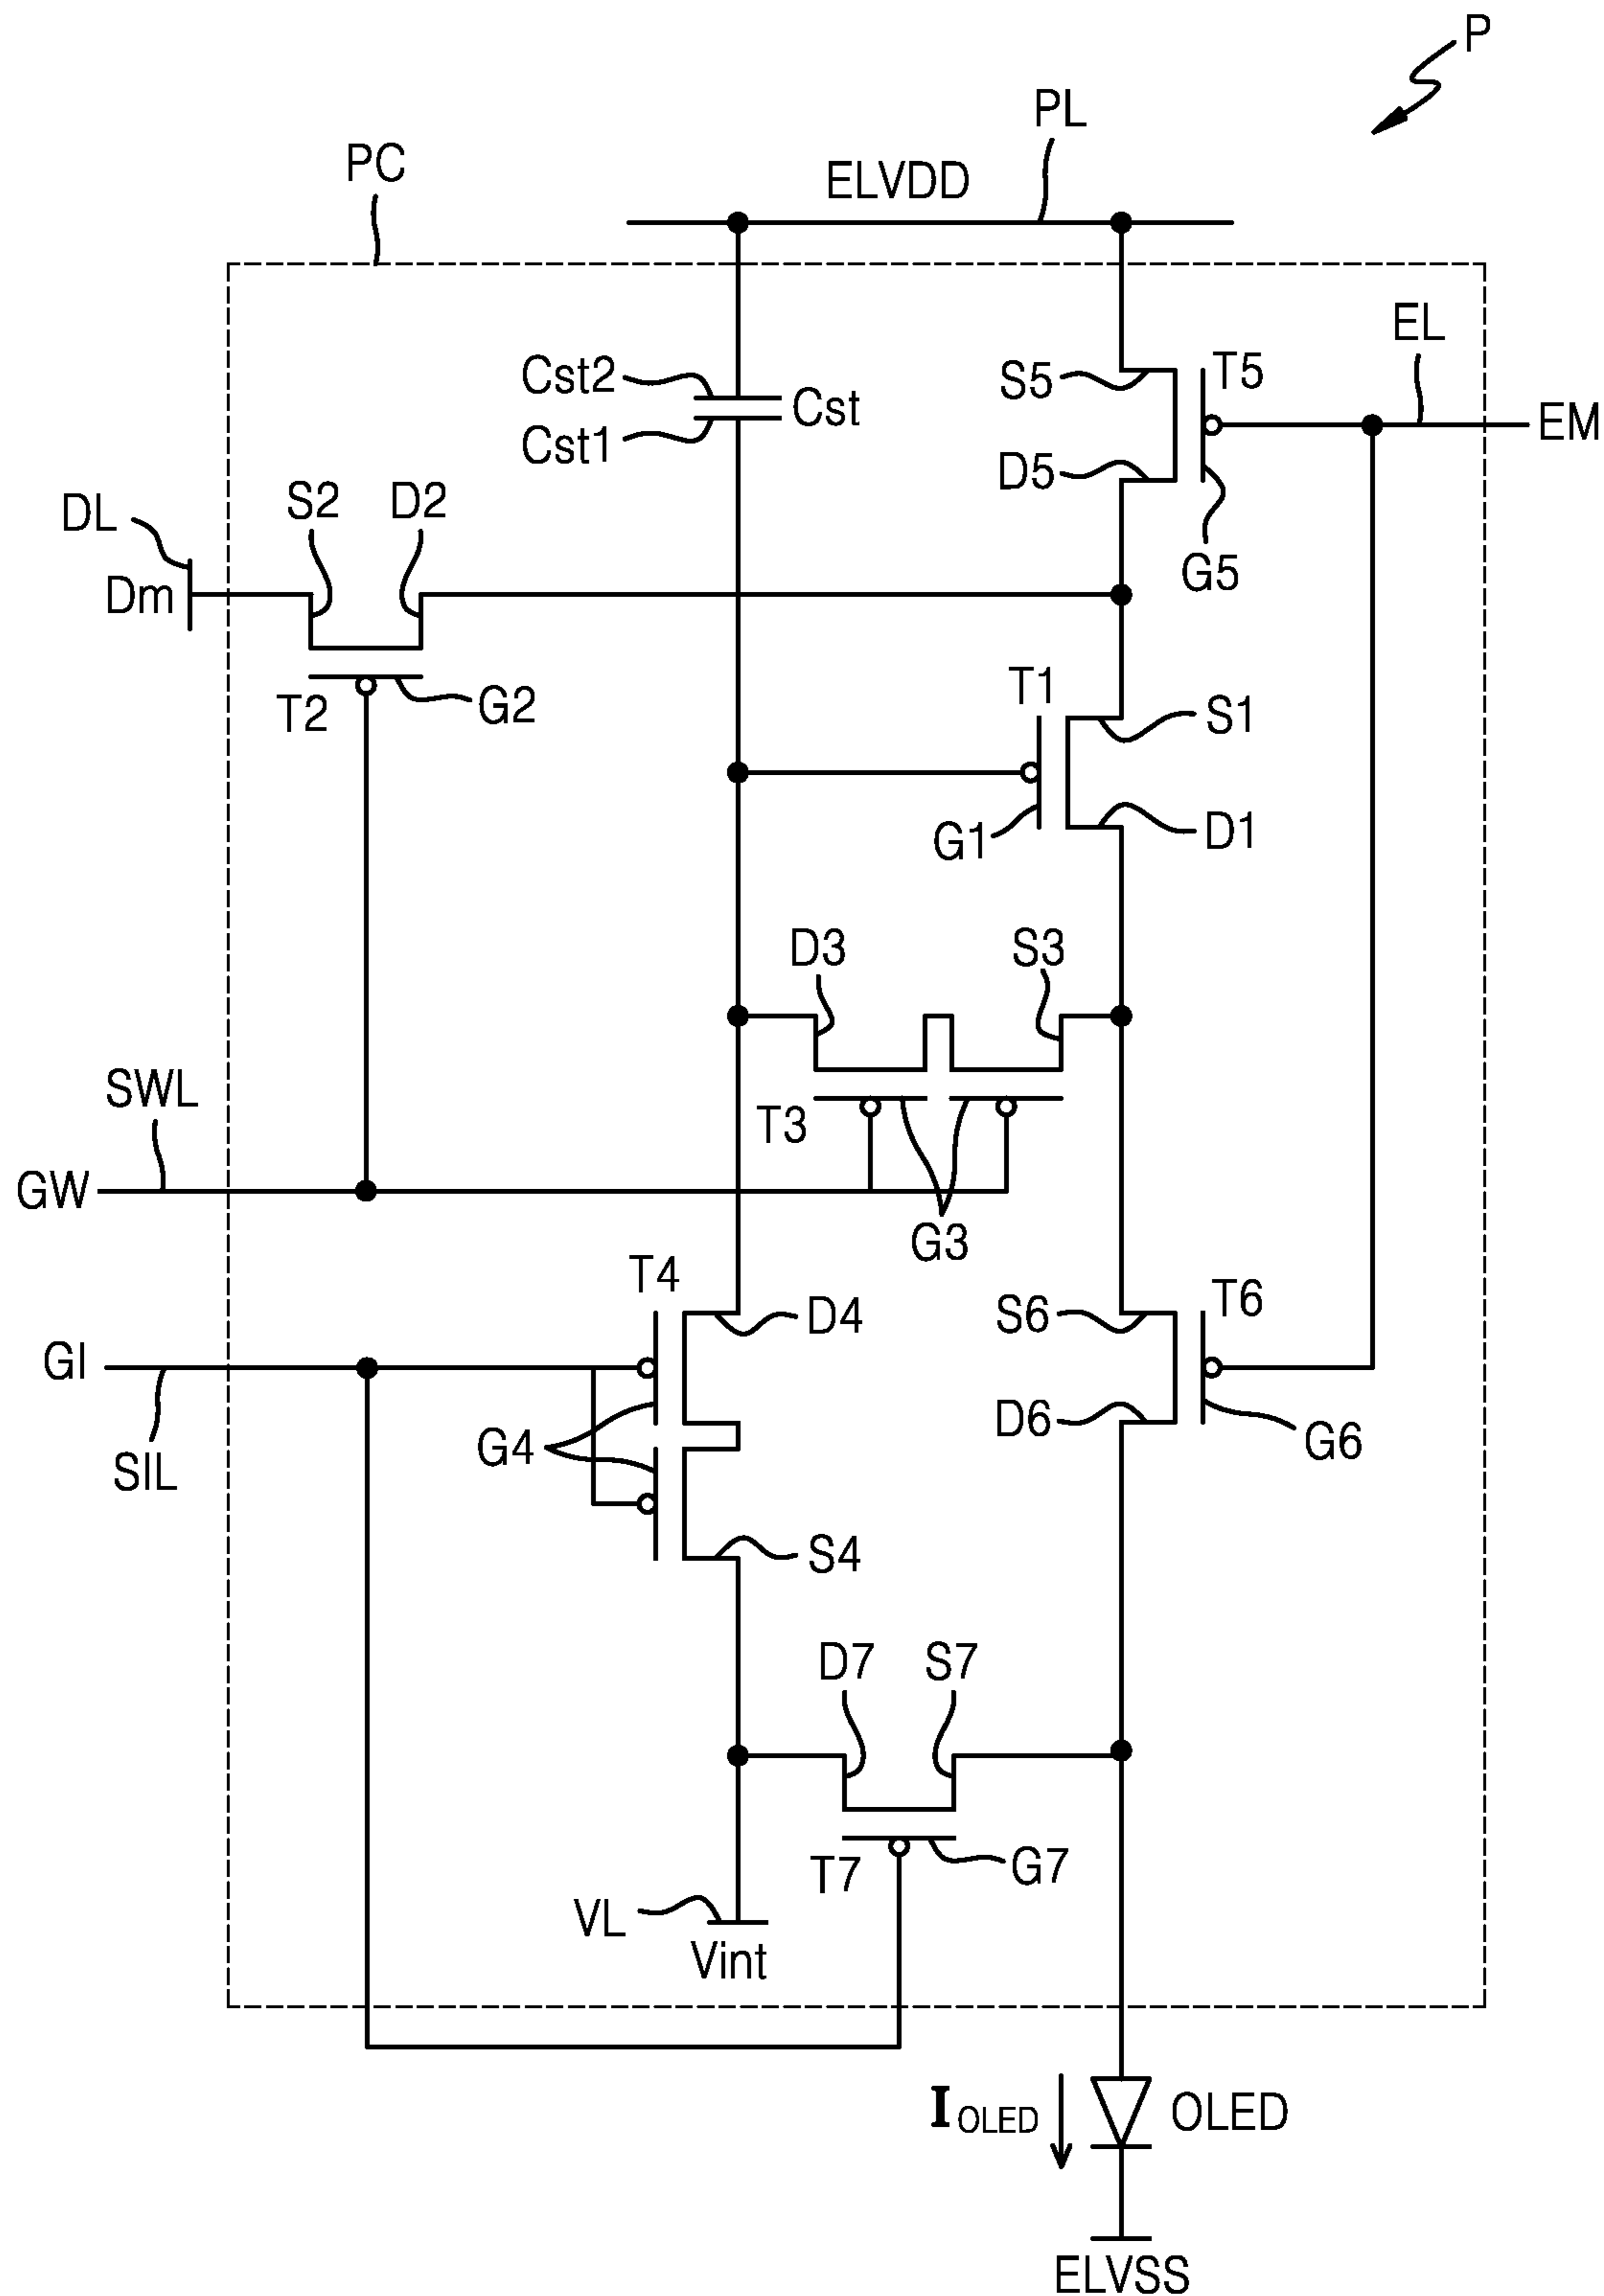 P
PL
PC
ELVDD
EL
Cst2
S5
T5
Cst
EM
Cst1
D5
S2
D2
DL
G5
Dm
T1
T2
G2
S1
G1
D1
D3
S3
SWL
T3
GW
G3
T4
D4
S6
T6
GI
D6
G4
G6
SIL
S4
D7
S7
T7
G7
VL
Vint
I OLED
OLED
ELVSS